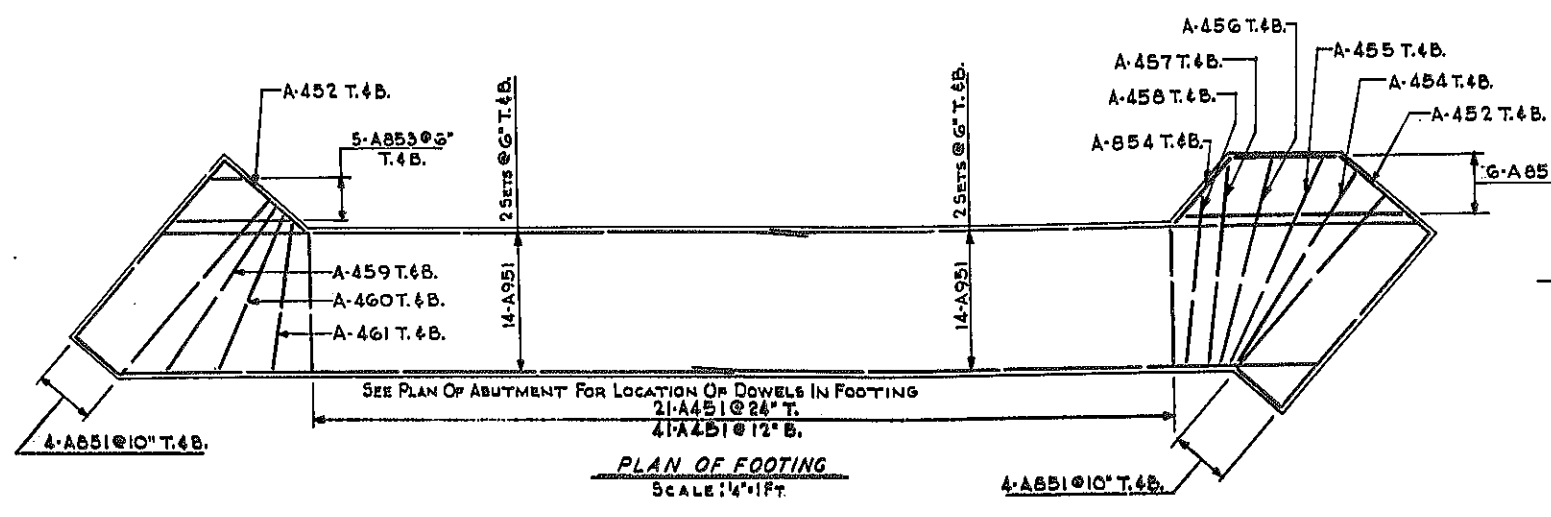 A-456 T.&B.
A-457 T.&B.
A-455 T.&B.
A-458 T.&B.
A-454 T.&B.
A-452 T.&B.
A-452 T.&B.
A-854 T.&B.
5-A853@6"
T.&B.
2 SETS @ 6" T.&B.
2 SETS @ 6" T.&B.
6-A85
A-459 T.&B.
A-460 T.&B.
A-461 T.&B.
14-A951
14-A951
SEE PLAN OF ABUTMENT FOR LOCATION OF DOWELS IN FOOTING
21-A451@24" T.
41-A451@12" B.
4-A851@10" T.&B.
4-A851@10" T.&B.
PLAN OF FOOTING
SCALE: ¼"=1FT.